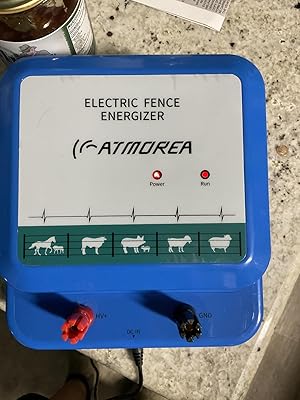 ELECTRIC FENCE
ENERGIZER
ATMOREA
Power
Run
HV+
GND
DC:IN